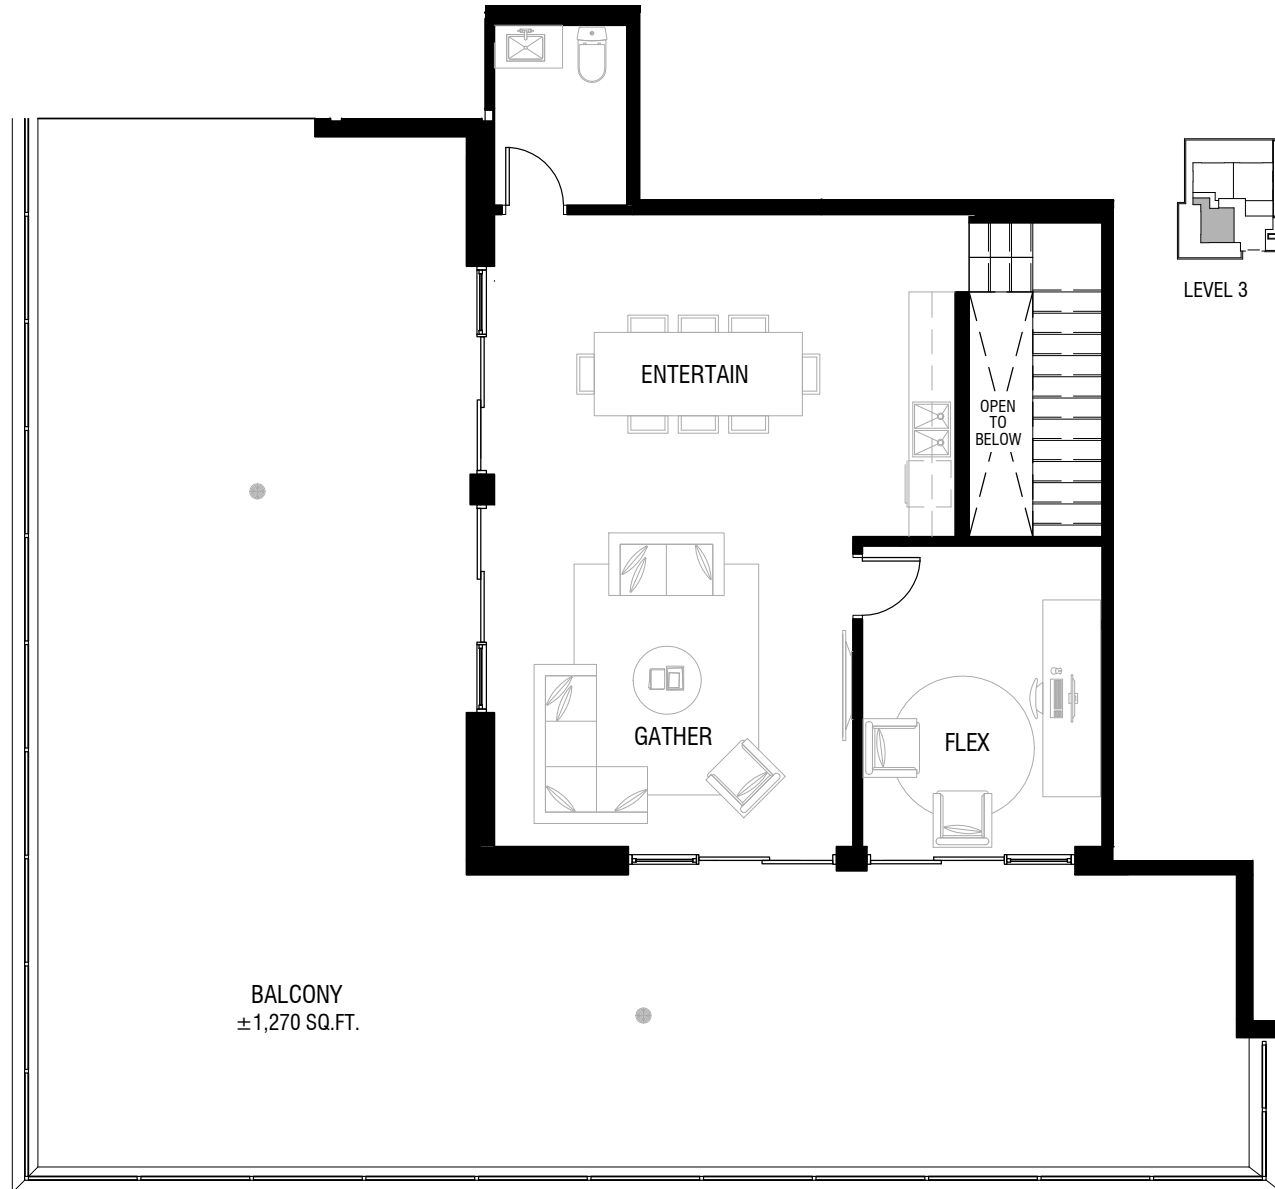 LEVEL 3
ENTERTAIN
OPEN
TO
BELOW
GATHER
FLEX
BALCONY
±1,270 SQ.FT.